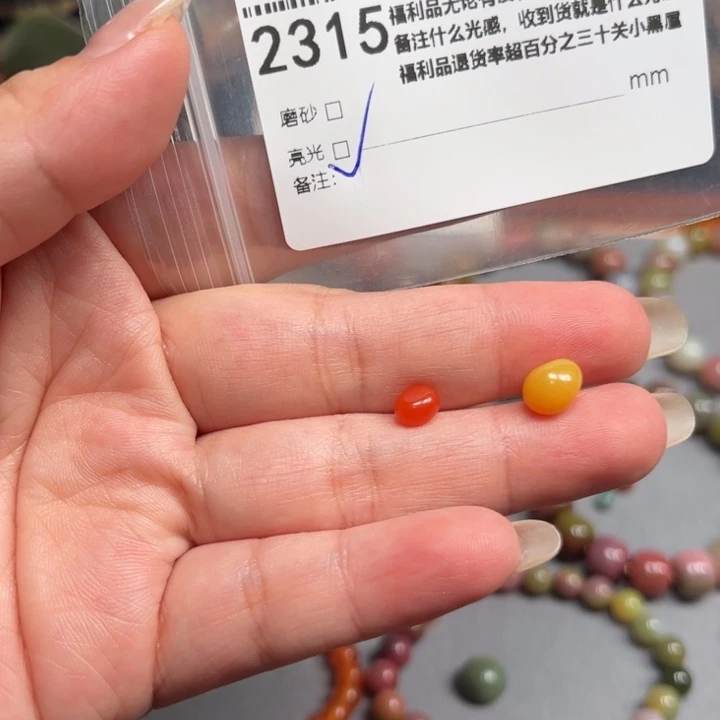 2315
福利品无论有
备注什么光感，收到货就是什么光
福利品退货率超百分之三十关小黑屋
磨砂 □
亮光 □ mm
备注: